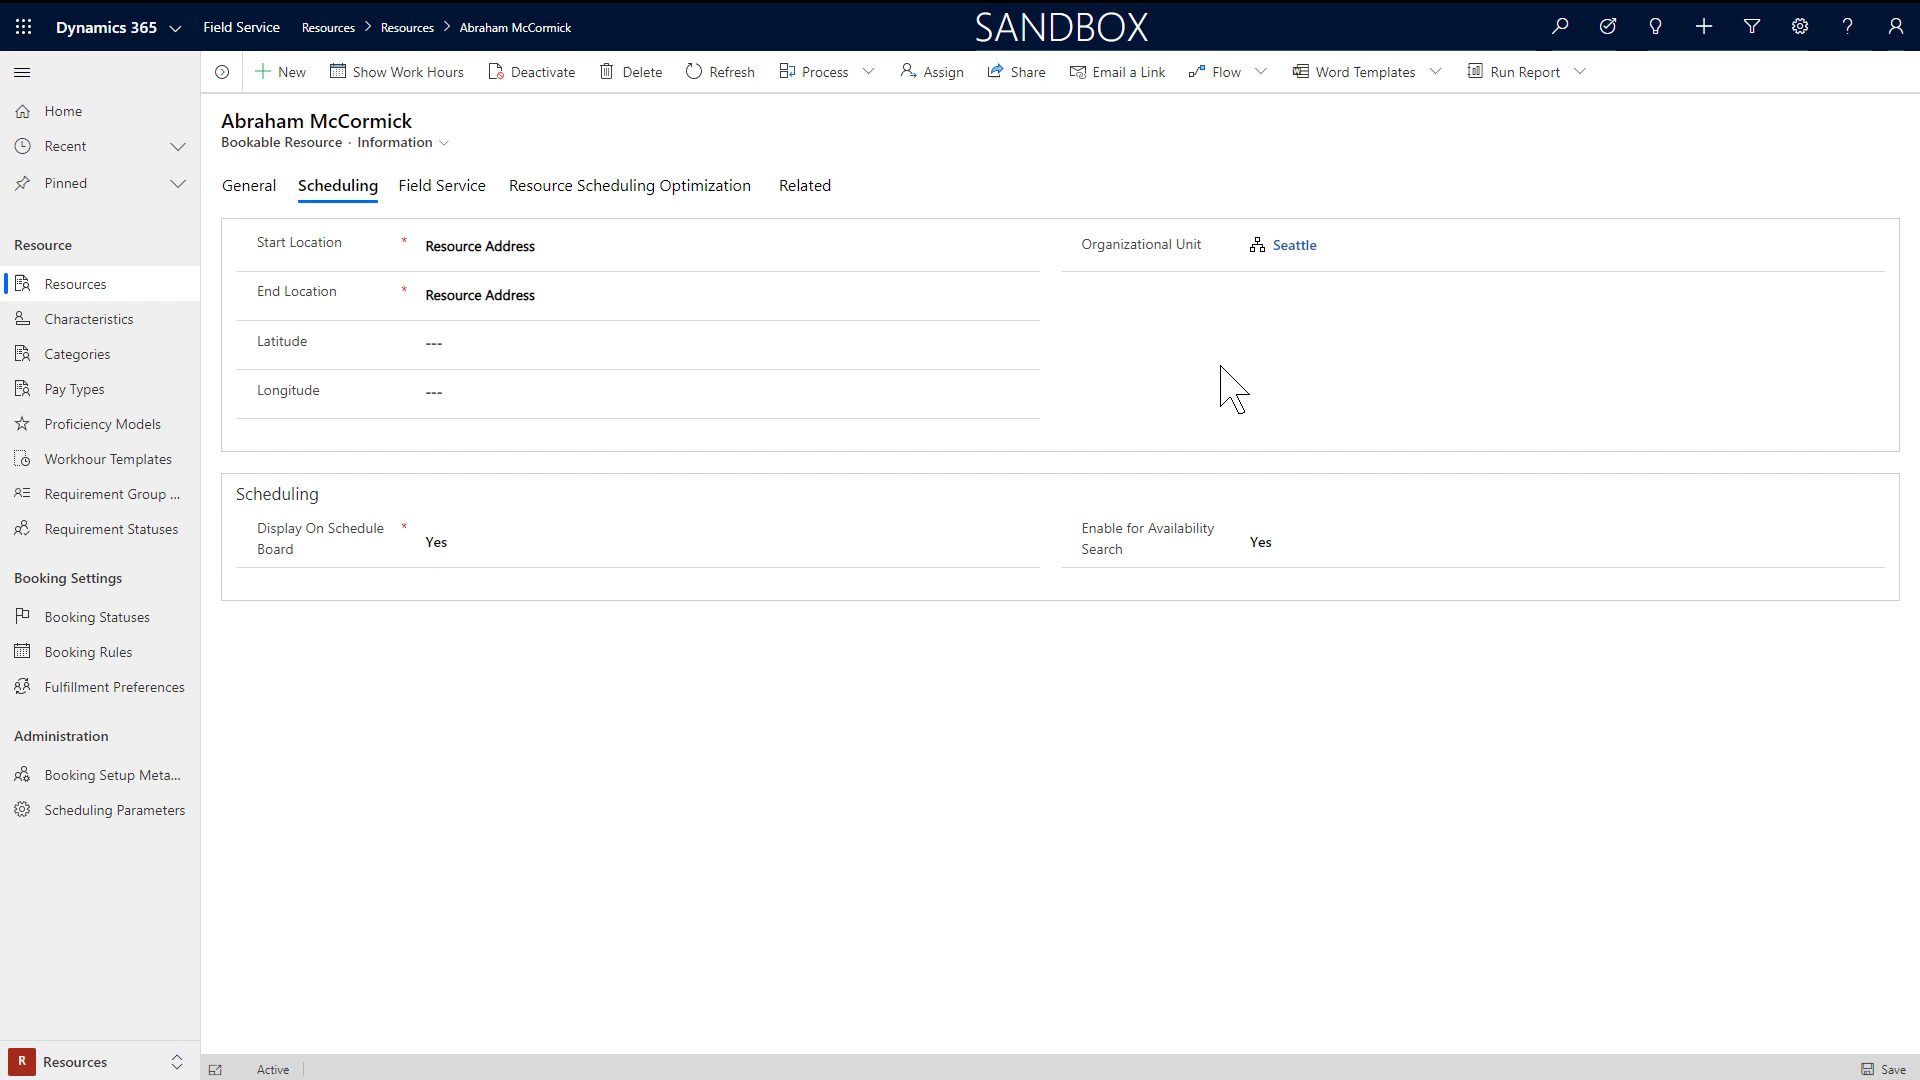 Dynamics 365 Field Service Resources > Resources > Abraham McCormick SANDBOX ?
New Show Work Hours Deactivate Delete Refresh Process Assign Share Email a Link Flow Word Templates Run Report
Home
Recent
Pinned
Resource
Resources
Characteristics
Categories
Pay Types
Proficiency Models
Workhour Templates
Requirement Group ...
Requirement Statuses
Booking Settings
Booking Statuses
Booking Rules
Fulfillment Preferences
Administration
Booking Setup Meta...
Scheduling Parameters
R Resources
Abraham McCormick
Bookable Resource · Information
General Scheduling Field Service Resource Scheduling Optimization Related
Start Location * Resource Address
End Location * Resource Address
Latitude ---
Longitude ---
Organizational Unit Seattle
Scheduling
Display On Schedule * Yes
Board
Enable for Availability Yes
Search
Active Save